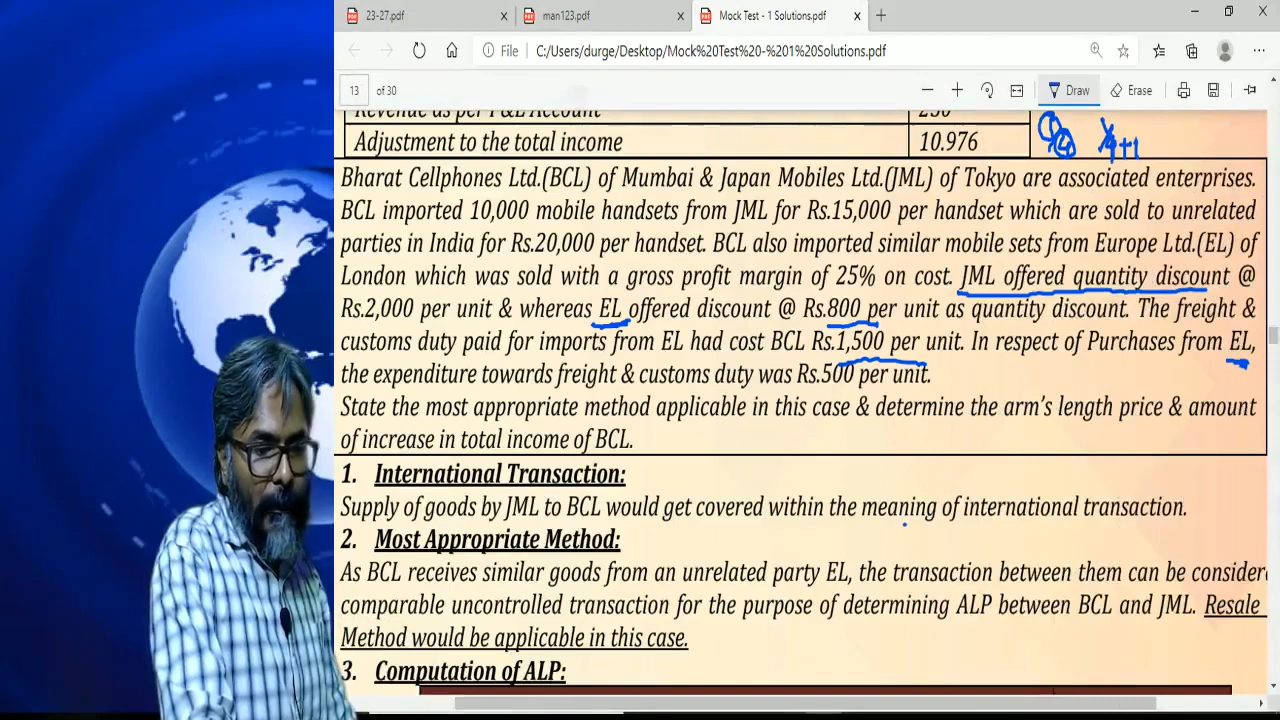 23-27.pdf
man123.pdf
Mock Test - 1 Solutions.pdf
File
C:/Users/durge/Desktop/Mock%20Test%20-%201%20Solutions.pdf
13 of 30
Draw
Erase
Revenue as per P&L Account 250
Adjustment to the total income 10.976
Bharat Cellphones Ltd.(BCL) of Mumbai & Japan Mobiles Ltd.(JML) of Tokyo are associated enterprises.
BCL imported 10,000 mobile handsets from JML for Rs.15,000 per handset which are sold to unrelated
parties in India for Rs.20,000 per handset. BCL also imported similar mobile sets from Europe Ltd.(EL) of
London which was sold with a gross profit margin of 25% on cost. JML offered quantity discount @
Rs.2,000 per unit & whereas EL offered discount @ Rs.800 per unit as quantity discount. The freight &
customs duty paid for imports from EL had cost BCL Rs.1,500 per unit. In respect of Purchases from EL,
the expenditure towards freight & customs duty was Rs.500 per unit.
State the most appropriate method applicable in this case & determine the arm's length price & amount
of increase in total income of BCL.
1. International Transaction:
Supply of goods by JML to BCL would get covered within the meaning of international transaction.
2. Most Appropriate Method:
As BCL receives similar goods from an unrelated party EL, the transaction between them can be consider
comparable uncontrolled transaction for the purpose of determining ALP between BCL and JML. Resale
Method would be applicable in this case.
3. Computation of ALP: